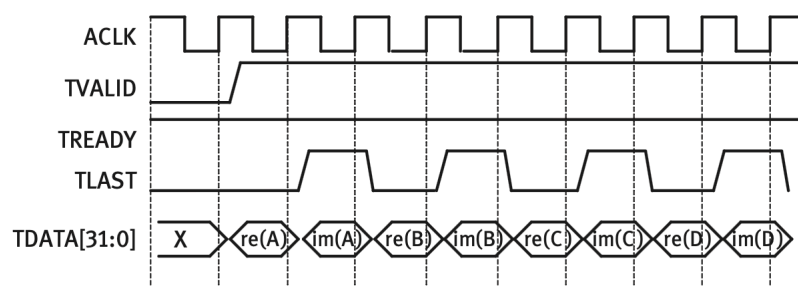 ACLK
TVALID
TREADY
TLAST
TDATA[31:0] X re(A) im(A) re(B) im(B) re(C) im(C) re(D) im(D)